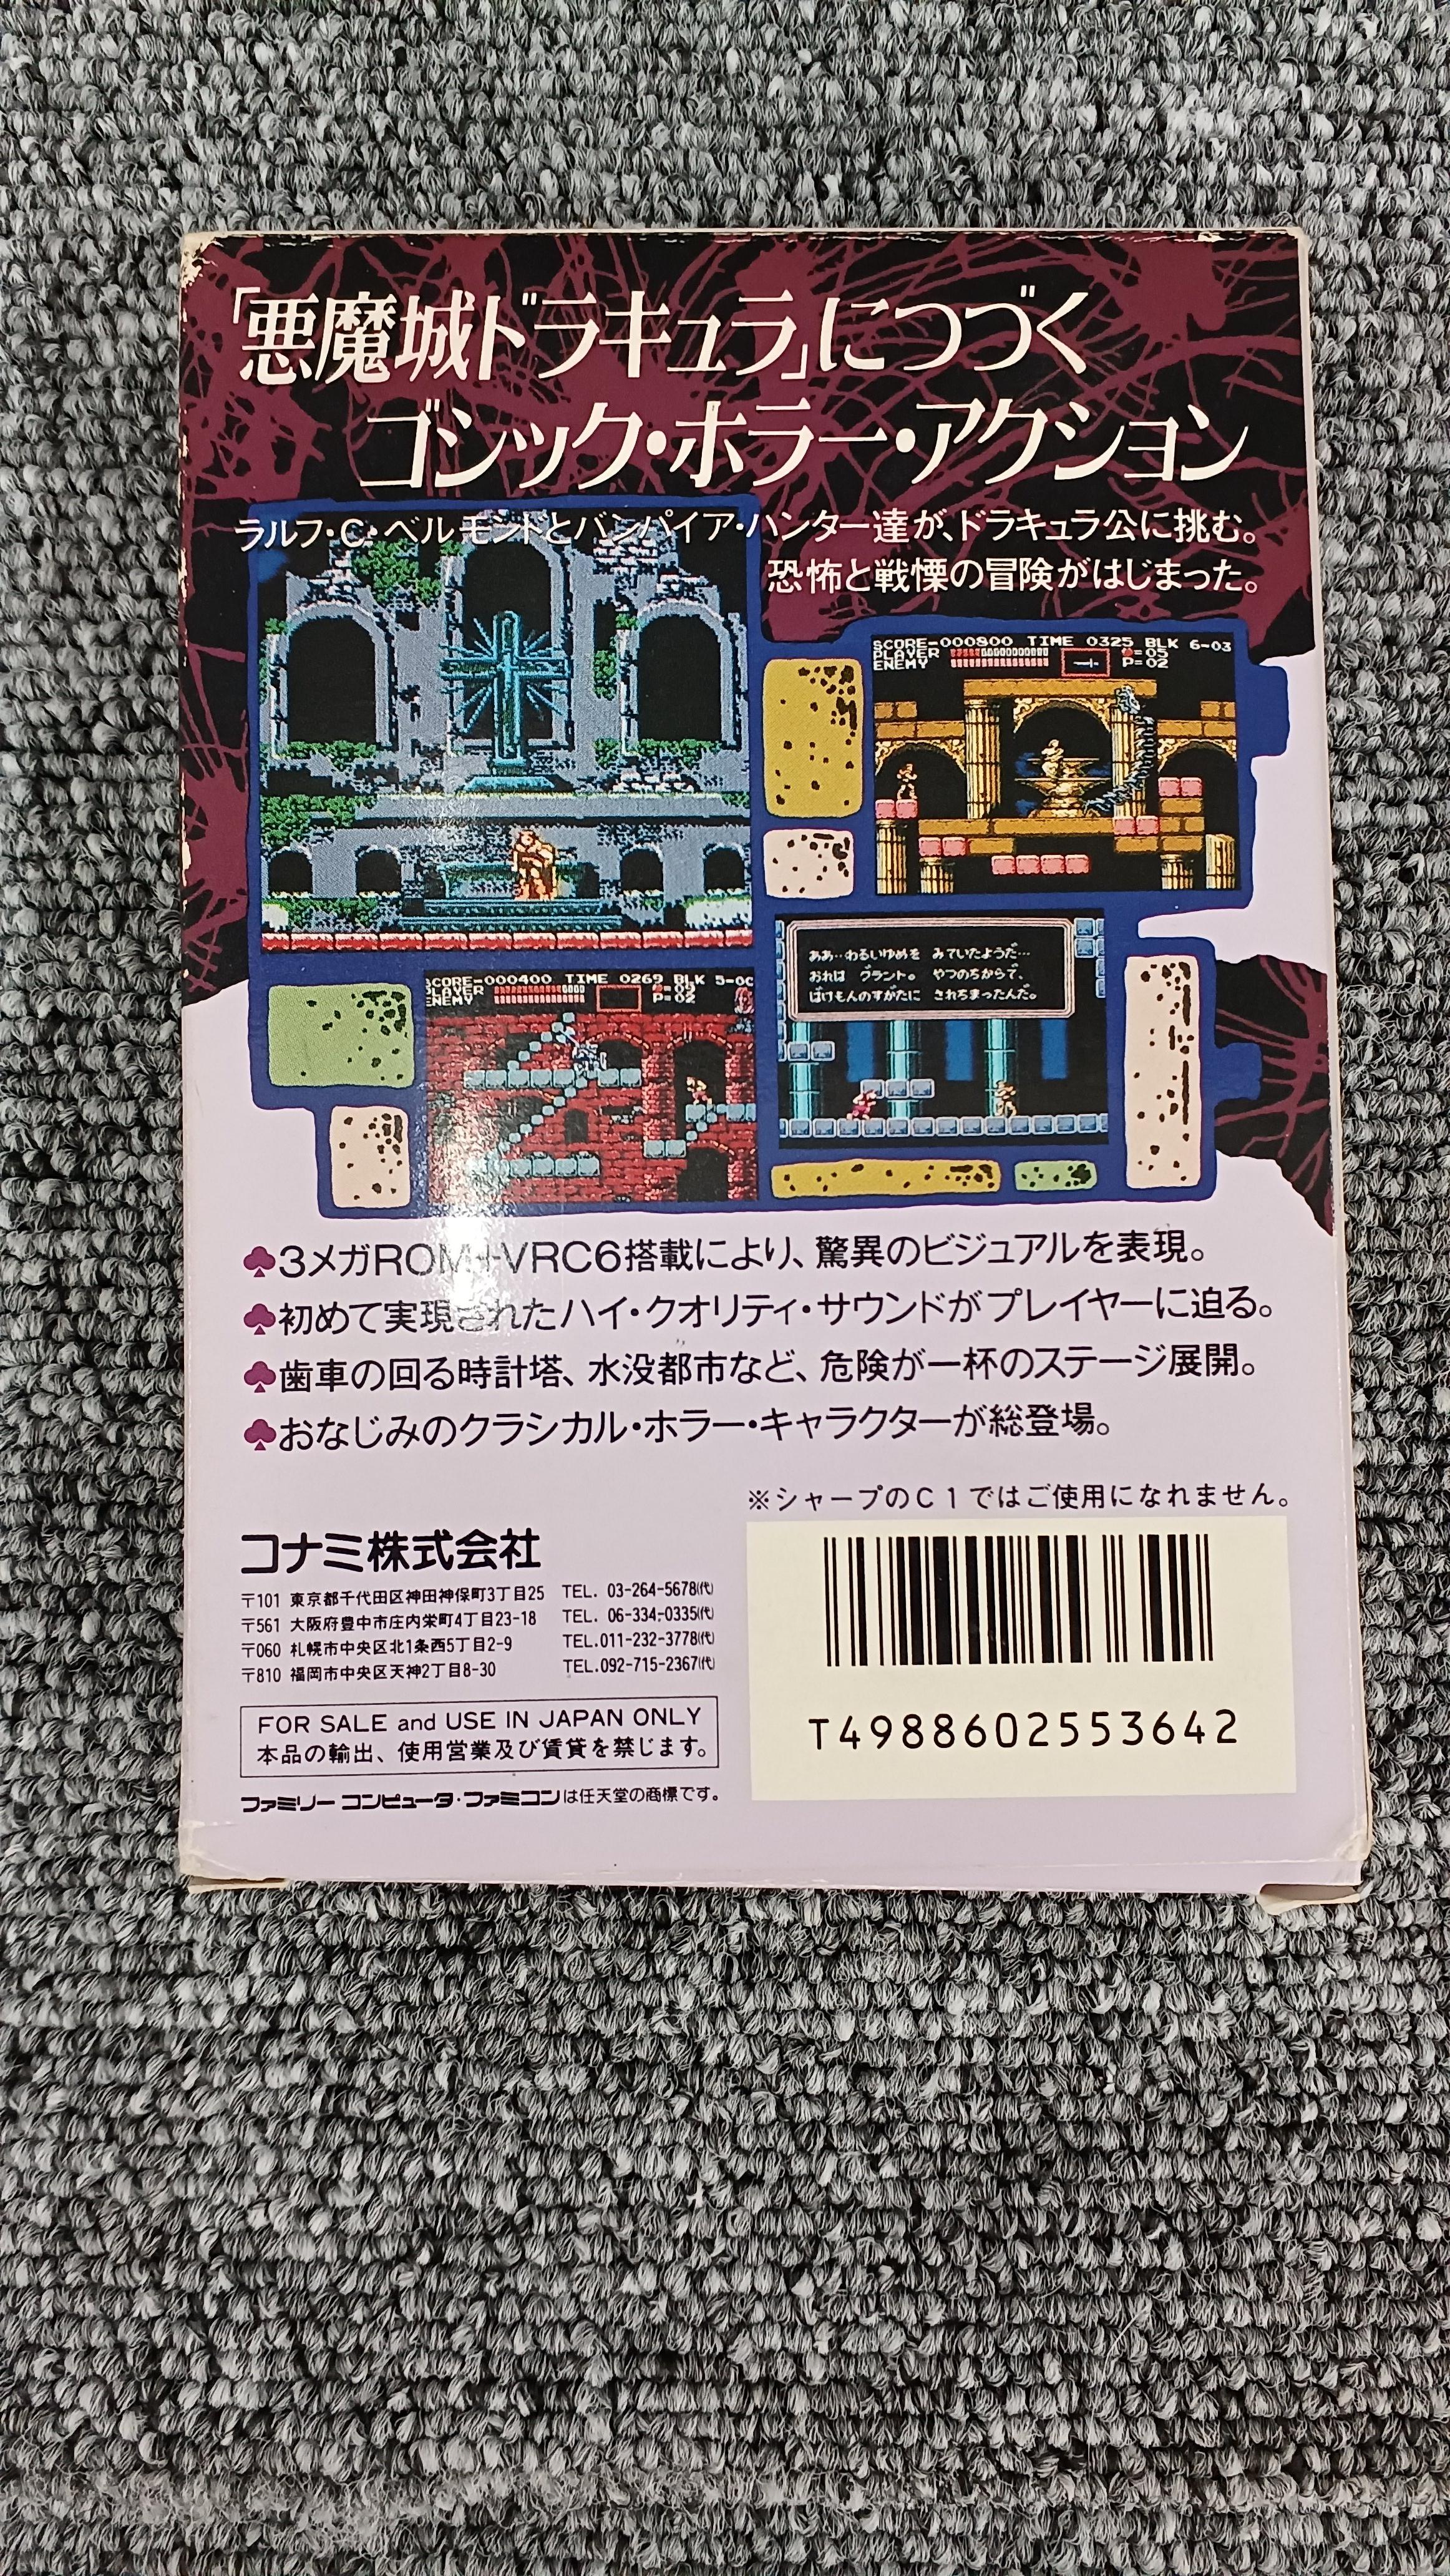 「悪魔城ドラキュラ」につづく
ゴシック・ホラー・アクション
ラルフ・C・ベルモンドとバンパイア・ハンター達が、ドラキュラ公に挑む。
恐怖と戦慄の冒険がはじまった。
SCORE-000800 TIME 0325 BLK 6-03
PLAYER =05
ENEMY P=02
ああ…わるいゆめを みていたようだ…
おれは グラント。 やつのちからで、
ばけもんのすがたに されちまったんだ。
SCORE-000400 TIME 0269 BLK 5-0
PLAYER
ENEMY P=02
♣3メガROM+VRC6搭載により、驚異のビジュアルを表現。
♣初めて実現されたハイ・クオリティ・サウンドがプレイヤーに迫る。
♣歯車の回る時計塔、水没都市など、危険が一杯のステージ展開。
♣おなじみのクラシカル・ホラー・キャラクターが総登場。
※シャープのC1ではご使用になれません。
コナミ株式会社
〒101 東京都千代田区神田神保町3丁目25 TEL. 03-264-5678(代)
〒561 大阪府豊中市庄内栄町4丁目23-18 TEL. 06-334-0335(代)
〒060 札幌市中央区北1条西5丁目2-9 TEL.011-232-3778(代)
〒810 福岡市中央区天神2丁目8-30 TEL.092-715-2367(代)
FOR SALE and USE IN JAPAN ONLY
本品の輸出、使用営業及び賃貸を禁じます。
ファミリーコンピュータ・ファミコンは任天堂の商標です。
T4988602553642